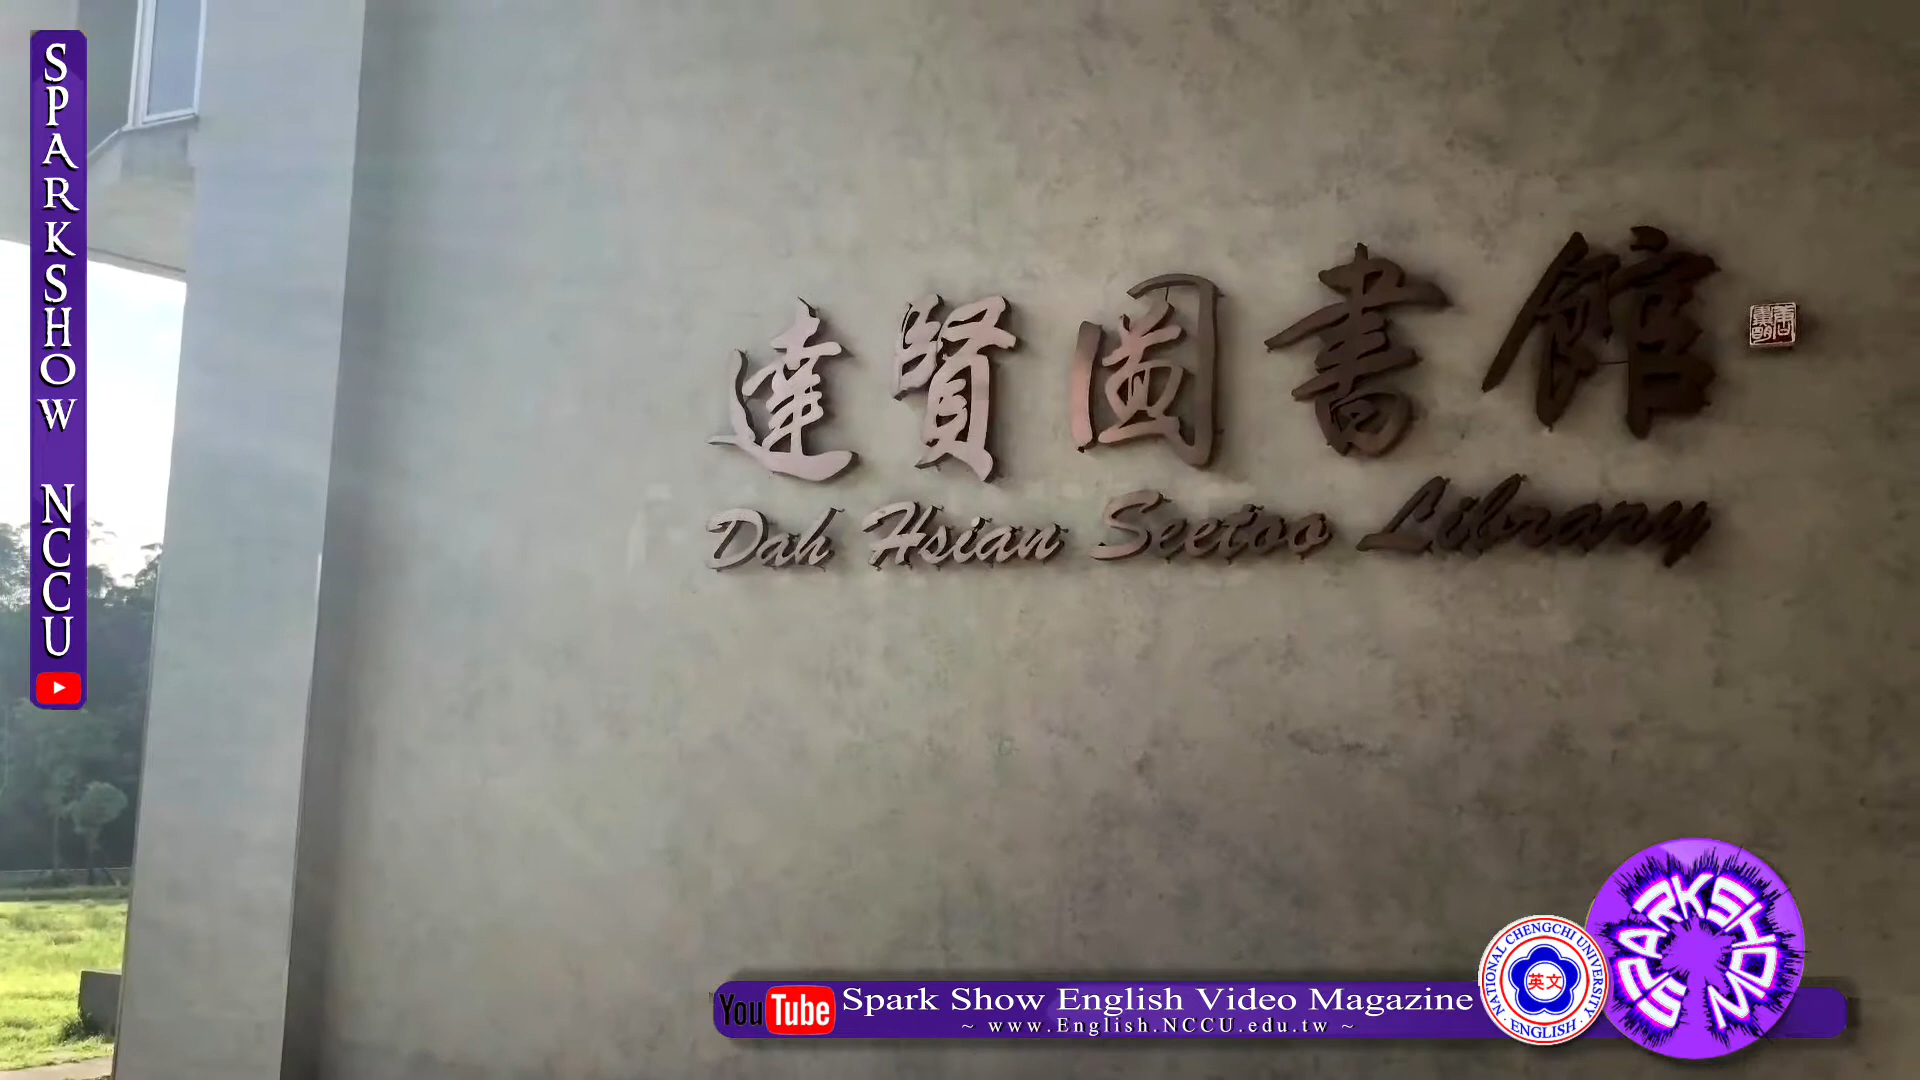 SPARKSHOW NCCU
達賢圖書館
Dah Hsian Seetoo Library
YouTube
Spark Show English Video Magazine
~ www.English.NCCU.edu.tw ~
NATIONAL CHENGCHI UNIVERSITY
英文
· ENGLISH ·
SPARKSHOW